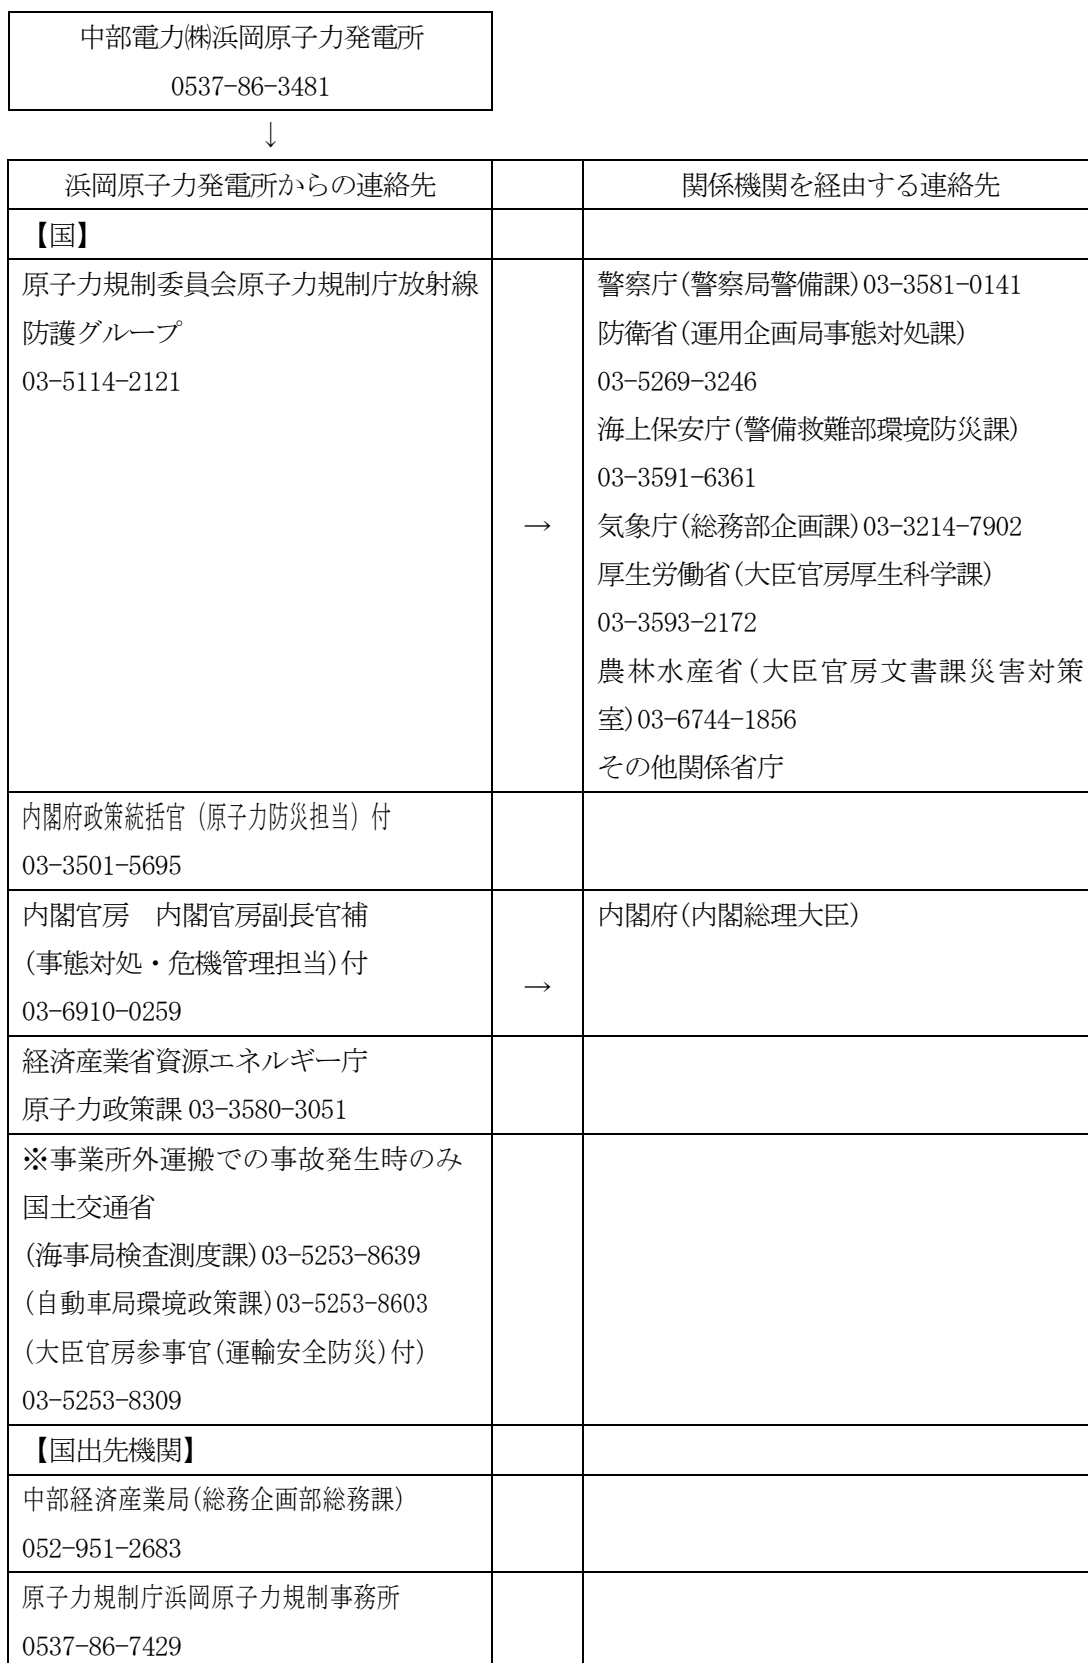 中部電力㈱浜岡原子力発電所
0537-86-3481
↓
浜岡原子力発電所からの連絡先
関係機関を経由する連絡先
【国】
原子力規制委員会原子力規制庁放射線
防護グループ
03-5114-2121
→
警察庁(警察局警備課)03-3581-0141
防衛省(運用企画局事態対処課)
03-5269-3246
海上保安庁(警備救難部環境防災課)
03-3591-6361
気象庁(総務部企画課)03-3214-7902
厚生労働省(大臣官房厚生科学課)
03-3593-2172
農林水産省(大臣官房文書課災害対策
室)03-6744-1856
その他関係省庁
内閣府政策統括官（原子力防災担当）付
03-3501-5695
内閣官房　内閣官房副長官補
(事態対処・危機管理担当)付
03-6910-0259
→
内閣府(内閣総理大臣)
経済産業省資源エネルギー庁
原子力政策課 03-3580-3051
※事業所外運搬での事故発生時のみ
国土交通省
(海事局検査測度課)03-5253-8639
(自動車局環境政策課)03-5253-8603
(大臣官房参事官(運輸安全防災)付)
03-5253-8309
【国出先機関】
中部経済産業局(総務企画部総務課)
052-951-2683
原子力規制庁浜岡原子力規制事務所
0537-86-7429